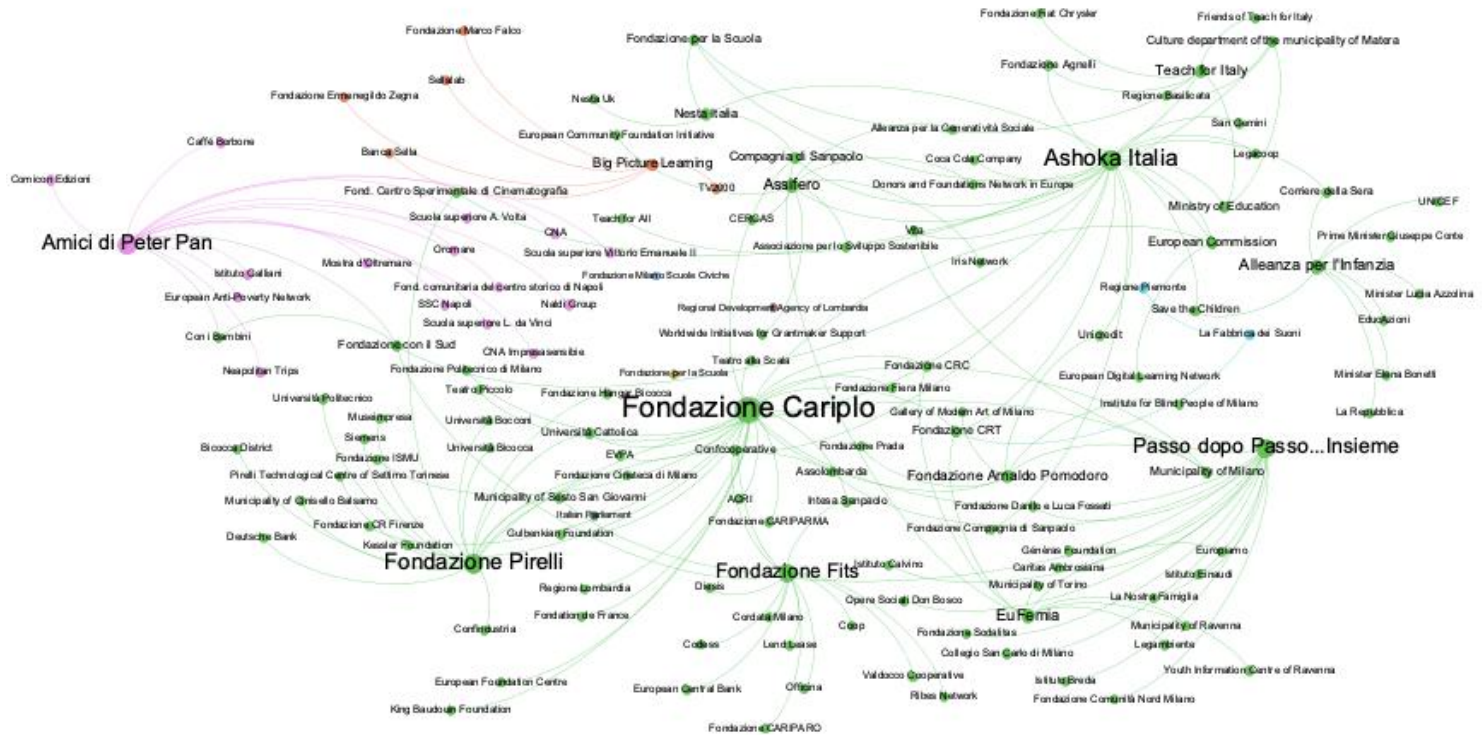 Fondazione Fiat Chrysler
Friends of Teach for Italy
Fondazione Marco Falco
Fondazione per la Scuola
Culture department of the municipality of Matera
Fondazione Agnelli
Teach for Italy
Sellalab
Fondazione Ermenegildo Zegna
Nesta Uk
Nesta Italia
Regione Basilicata
European Community Foundation Initiative
Alleanza per la Generatività Sociale
San Gemini
Caffè Borbone
Banca Sella
Big Picture Learning
Compagnia di Sanpaolo
Coca Cola Company
Ashoka Italia
Legacoop
Comicon Edizioni
Fond. Centro Sperimentale di Cinematografia
TV2000
Assifero
Donors and Foundations Network in Europe
Corriere della Sera
UNICEF
Scuola superiore A. Volta
Teach for All
CERGAS
Ministry of Education
Amici di Peter Pan
Oromare
CNA
Scuola superiore Vittorio Emanuele II
Associazione per lo Sviluppo Sostenibile
Vita
European Commission
Prime Minister Giuseppe Conte
Mostra d'Oltremare
Iris Network
Alleanza per l'Infanzia
Istituto Galliani
Fondazione Milano Scuole Civiche
Fond. comunitaria del centro storico di Napoli
Regione Piemonte
European Anti-Poverty Network
SSC Napoli
Naldi Group
Regional Development Agency of Lombardia
Save the Children
Minister Lucia Azzolina
Scuola superiore L. da Vinci
EducAzioni
Con i Bambini
Fondazione con il Sud
Worldwide Initiatives for Grantmaker Support
Unicredit
La Fabbrica dei Suoni
CNA Impresasensibile
Teatro alla Scala
Neapolitan Trips
Fondazione Politecnico di Milano
Fondazione per la Scuola
Fondazione CRC
European Digital Learning Network
Minister Elena Bonetti
Teatro Piccolo
Fondazione Hangar Bicocca
Fondazione Fiera Milano
Università Politecnico
Fondazione Cariplo
Institute for Blind People of Milano
La Repubblica
Museimpresa
Università Bocconi
Gallery of Modern Art of Milano
Siemens
Università Cattolica
Fondazione CRT
Bicocca District
Università Bicocca
Confcooperative
Fondazione Prada
Passo dopo Passo...Insieme
Fondazione ISMU
EVPA
Assolombarda
Municipality of Milano
Pirelli Technological Centre of Settimo Torinese
Fondazione Cineteca di Milano
Fondazione Arnaldo Pomodoro
Municipality of Cinisello Balsamo
Municipality of Sesto San Giovanni
ACRI
Intesa Sanpaolo
Fondazione Danilo e Luca Fossati
Fondazione CR Firenze
Italian Parlement
Fondazione CARIPARMA
Fondazione Compagnia di Sanpaolo
Deutsche Bank
Kessler Foundation
Gulbenkian Foundation
Généras Foundation
Europiamo
Fondazione Pirelli
Fondazione Fits
Istituto Calvino
Caritas Ambrosiana
Istituto Einaudi
Regione Lombardia
Diesis
Municipality of Torino
Opere Sociali Don Bosco
La Nostra Famiglia
Fondation de France
Cordata Milano
EuFemia
Confindustria
Coop
Fondazione Sodalitas
Municipality of Ravenna
Codess
Lend Lease
Collegio San Carlo di Milano
Legambiente
European Foundation Centre
Valdocco Cooperative
Youth Information Centre of Ravenna
European Central Bank
Officina
Ribes Network
Istituto Breda
King Baudouin Foundation
Fondazione Comunità Nord Milano
Fondazione CARIPARO